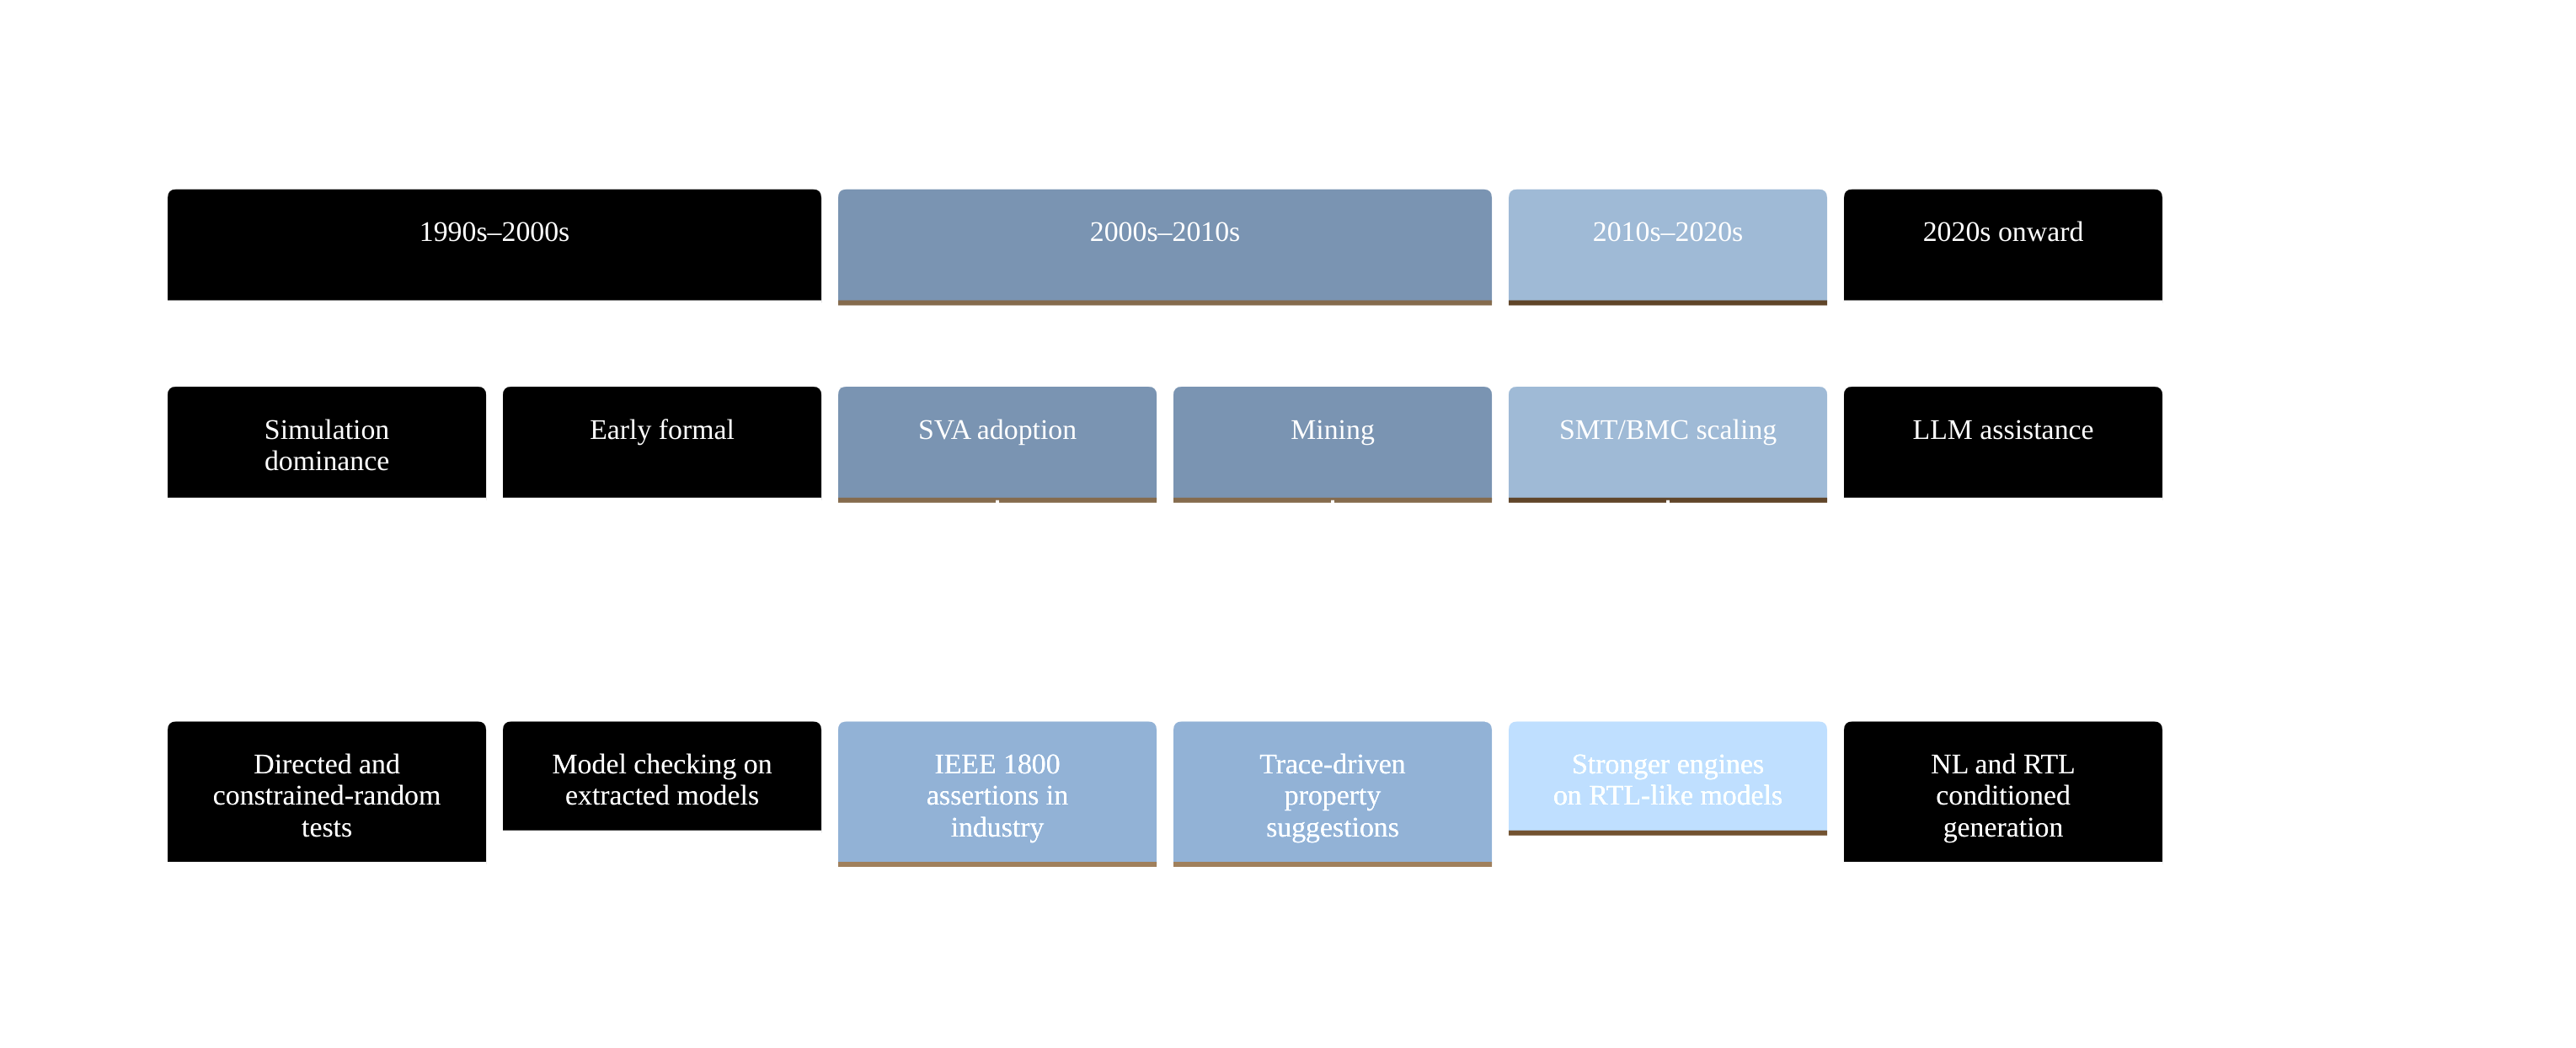 1990s–2000s
2000s–2010s
2010s–2020s
2020s onward
Simulation
dominance
Early formal
SVA adoption
Mining
SMT/BMC scaling
LLM assistance
Directed and
constrained-random
tests
Model checking on
extracted models
IEEE 1800
assertions in
industry
Trace-driven
property
suggestions
Stronger engines
on RTL-like models
NL and RTL
conditioned
generation